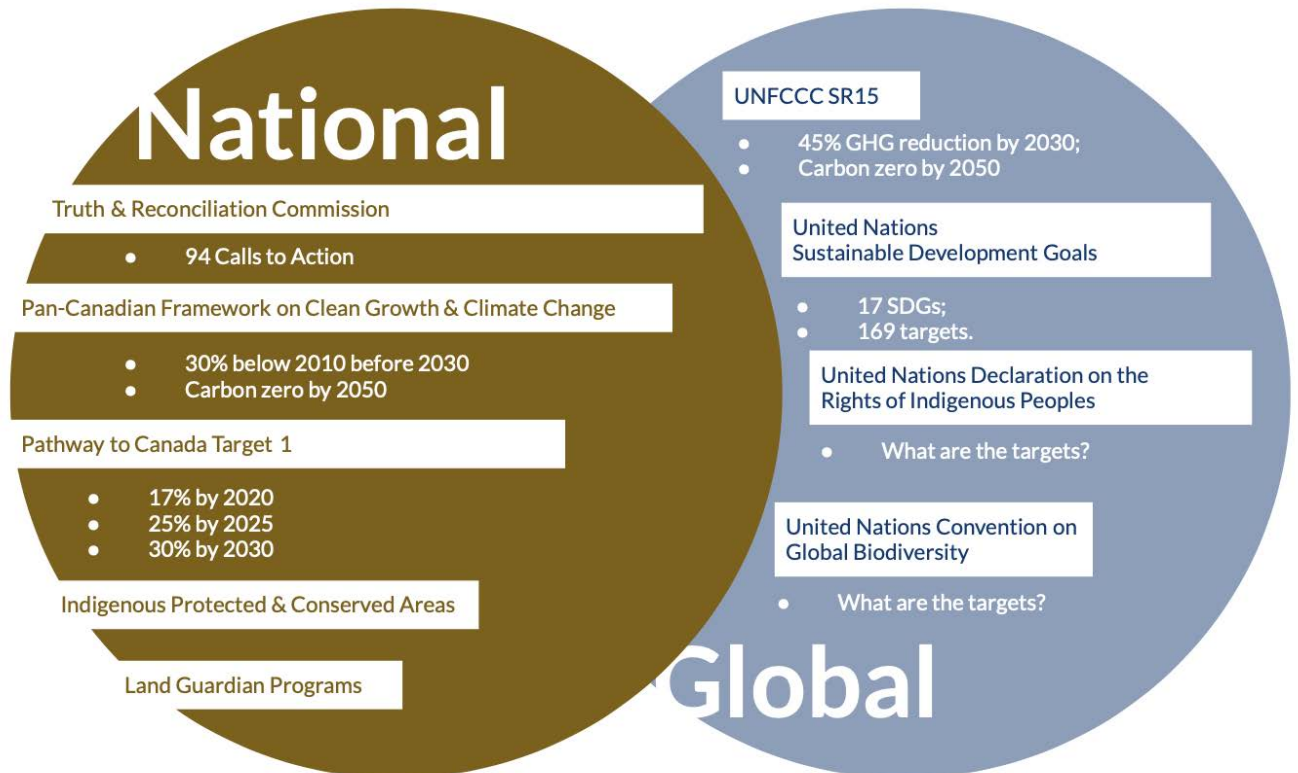 National
Truth & Reconciliation Commission
● 94 Calls to Action
Pan-Canadian Framework on Clean Growth & Climate Change
● 30% below 2010 before 2030
● Carbon zero by 2050
Pathway to Canada Target 1
● 17% by 2020
● 25% by 2025
● 30% by 2030
Indigenous Protected & Conserved Areas
Land Guardian Programs
UNFCCC SR15
● 45% GHG reduction by 2030;
● Carbon zero by 2050
United Nations
Sustainable Development Goals
● 17 SDGs;
● 169 targets.
United Nations Declaration on the
Rights of Indigenous Peoples
● What are the targets?
United Nations Convention on
Global Biodiversity
● What are the targets?
Global